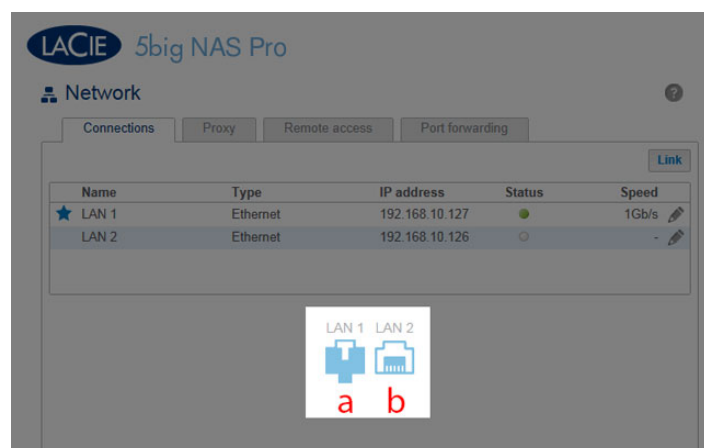 LACIE 5big NAS Pro
Network ?
Connections Proxy Remote access Port forwarding
Link
Name Type IP address Status Speed
LAN 1 Ethernet 192.168.10.127 1Gb/s
LAN 2 Ethernet 192.168.10.126 -
LAN 1 LAN 2
a b